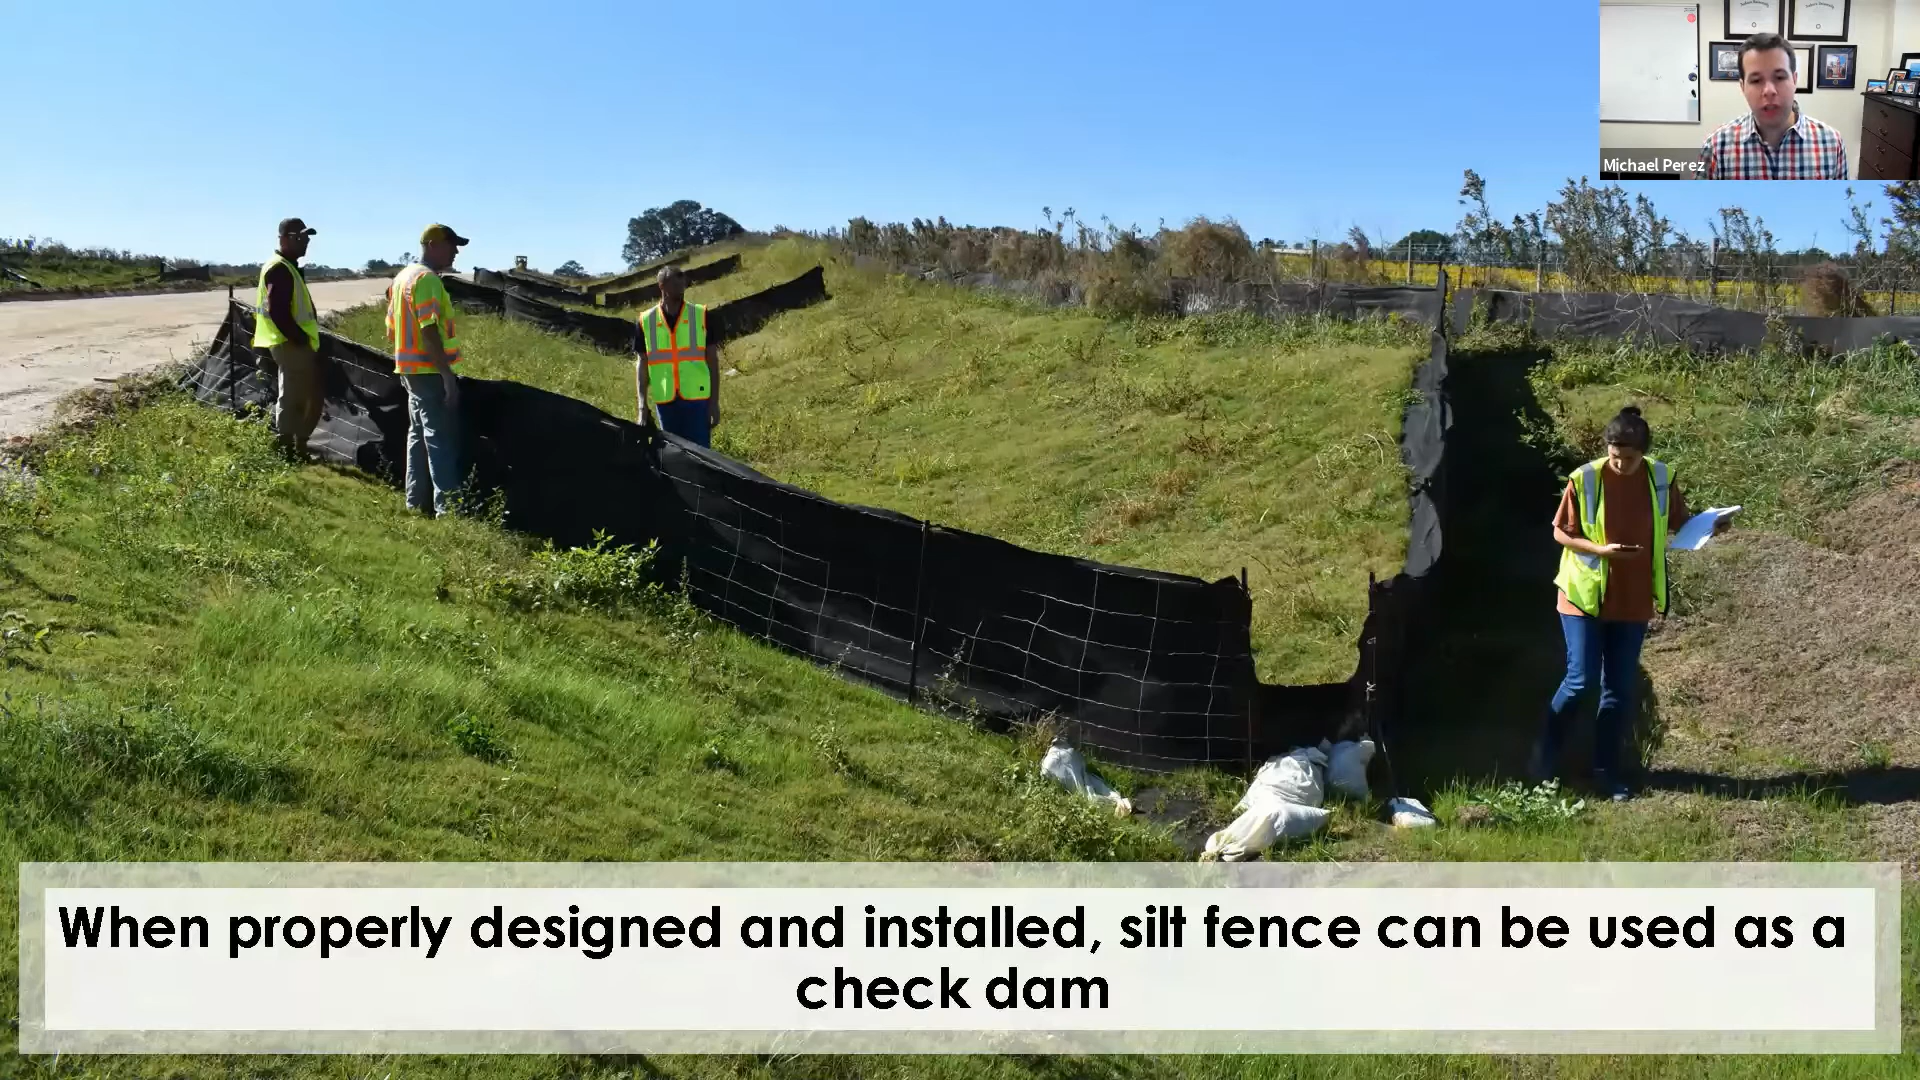 Michael Perez
When properly designed and installed, silt fence can be used as a
check dam